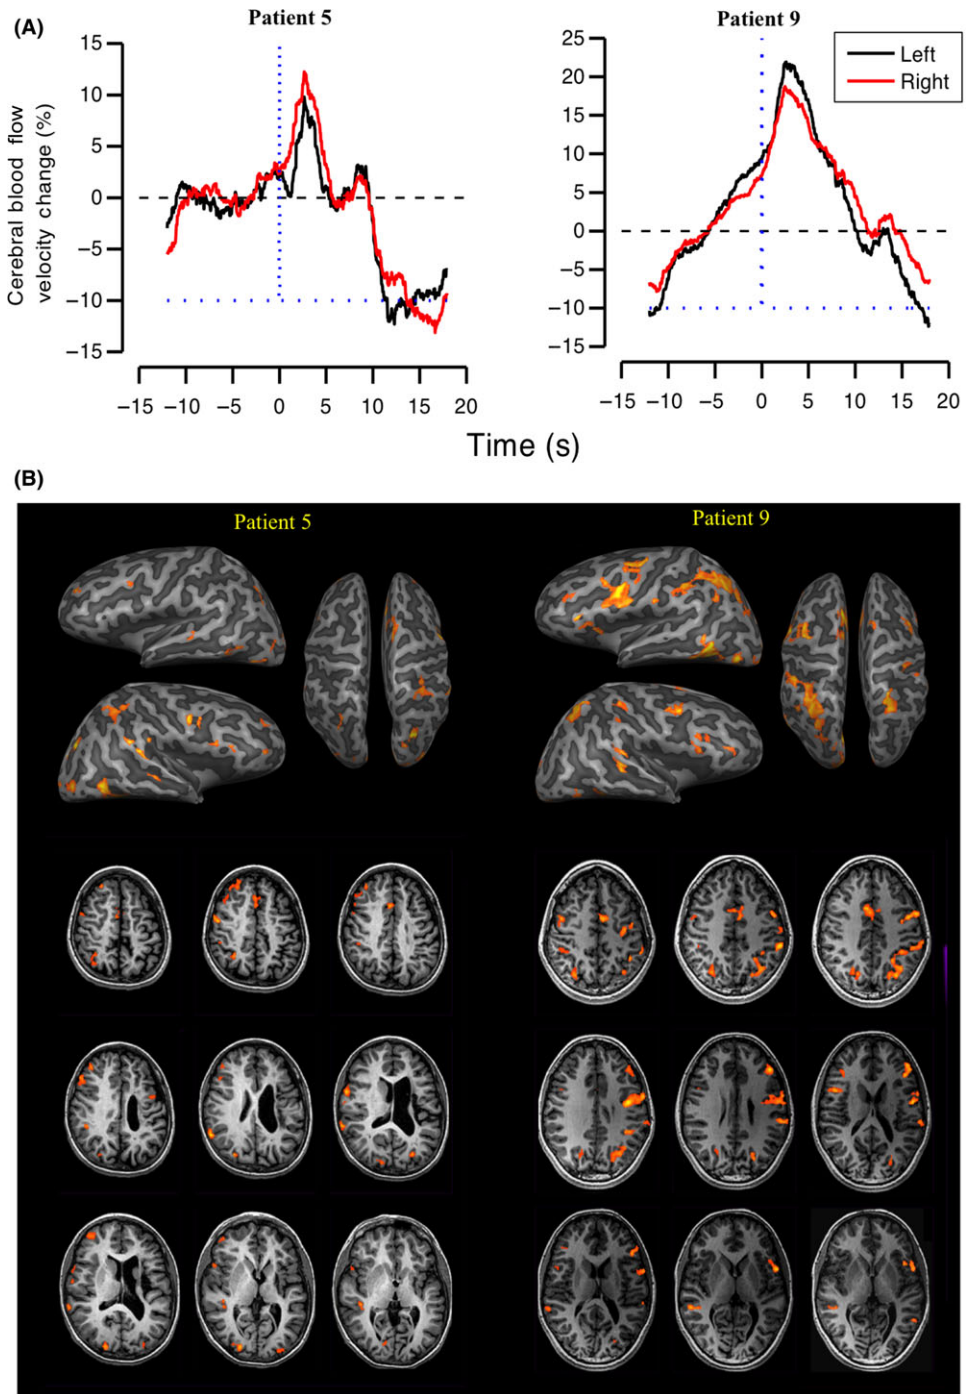 (A)
Patient 5
Patient 9
Left
Right
Cerebral blood flow
velocity change (%)
15
10
5
0
−5
−10
−15
−15 −10 −5 0 5 10 15 20
25
20
15
10
5
0
−5
−10
−15
−15 −10 −5 0 5 10 15 20
Time (s)
(B)
Patient 5
Patient 9